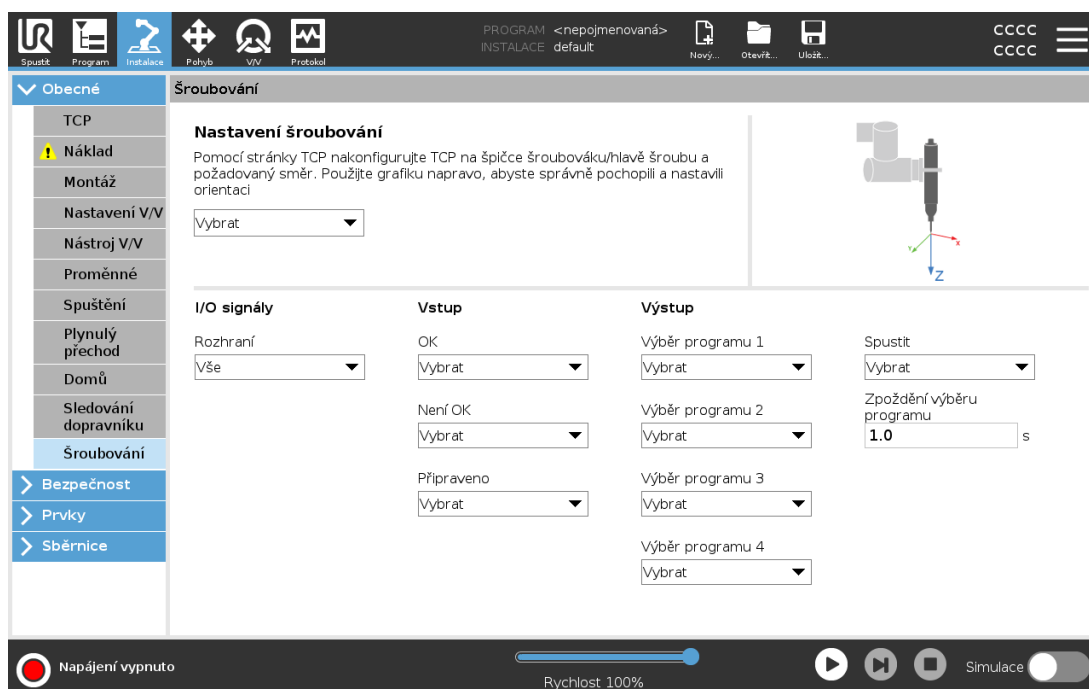 UR
PROGRAM <nepojmenovaná>
INSTALACE default
CCCC
CCCC
Spustit Program Instalace Pohyb V/V Protokol Nový... Otevřít... Uložit...
Obecné
TCP
Náklad
Montáž
Nastavení V/V
Nástroj V/V
Proměnné
Spuštění
Plynulý
přechod
Domů
Sledování
dopravníku
Šroubování
Bezpečnost
Prvky
Sběrnice
Šroubování
Nastavení šroubování
Pomocí stránky TCP nakonfigurujte TCP na špičce šroubováku/hlavě šroubu a
požadovaný směr. Použijte grafiku napravo, abyste správně pochopili a nastavili
orientaci
Vybrat
Y
X
Z
I/O signály
Rozhraní
Vše
Vstup
OK
Vybrat
Není OK
Vybrat
Připraveno
Vybrat
Výstup
Výběr programu 1
Vybrat
Výběr programu 2
Vybrat
Výběr programu 3
Vybrat
Výběr programu 4
Vybrat
Spustit
Vybrat
Zpoždění výběru
programu
1.0 s
Napájení vypnuto
Rychlost 100%
Simulace